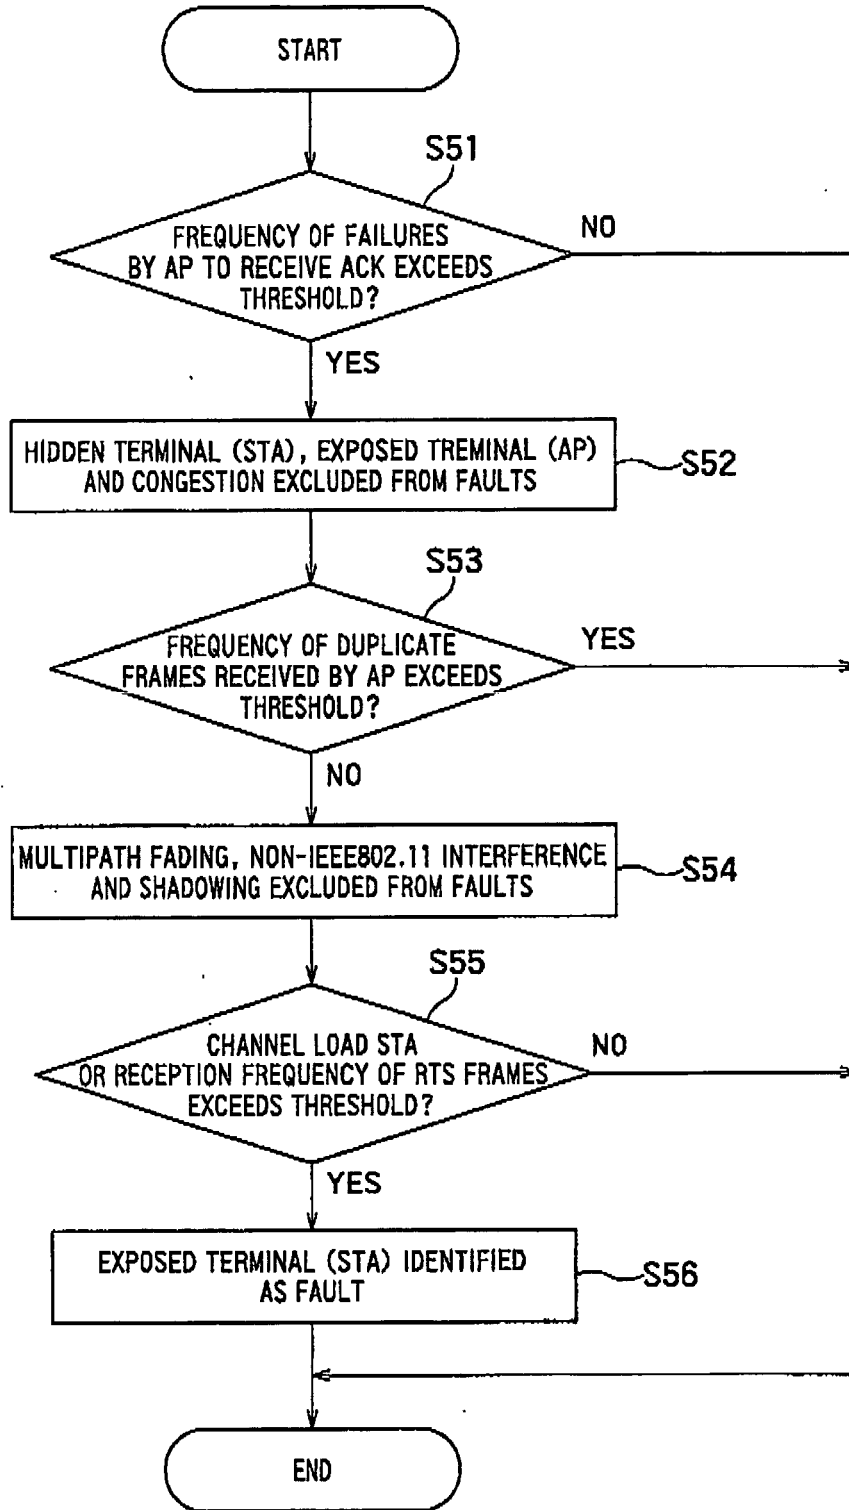 START
S51
FREQUENCY OF FAILURES
BY AP TO RECEIVE ACK EXCEEDS
THRESHOLD?
NO
YES
HIDDEN TERMINAL (STA), EXPOSED TREMINAL (AP)
AND CONGESTION EXCLUDED FROM FAULTS
S52
S53
FREQUENCY OF DUPLICATE
FRAMES RECEIVED BY AP EXCEEDS
THRESHOLD?
YES
NO
MULTIPATH FADING, NON-IEEE802.11 INTERFERENCE
AND SHADOWING EXCLUDED FROM FAULTS
S54
S55
CHANNEL LOAD STA
OR RECEPTION FREQUENCY OF RTS FRAMES
EXCEEDS THRESHOLD?
NO
YES
EXPOSED TERMINAL (STA) IDENTIFIED
AS FAULT
S56
END